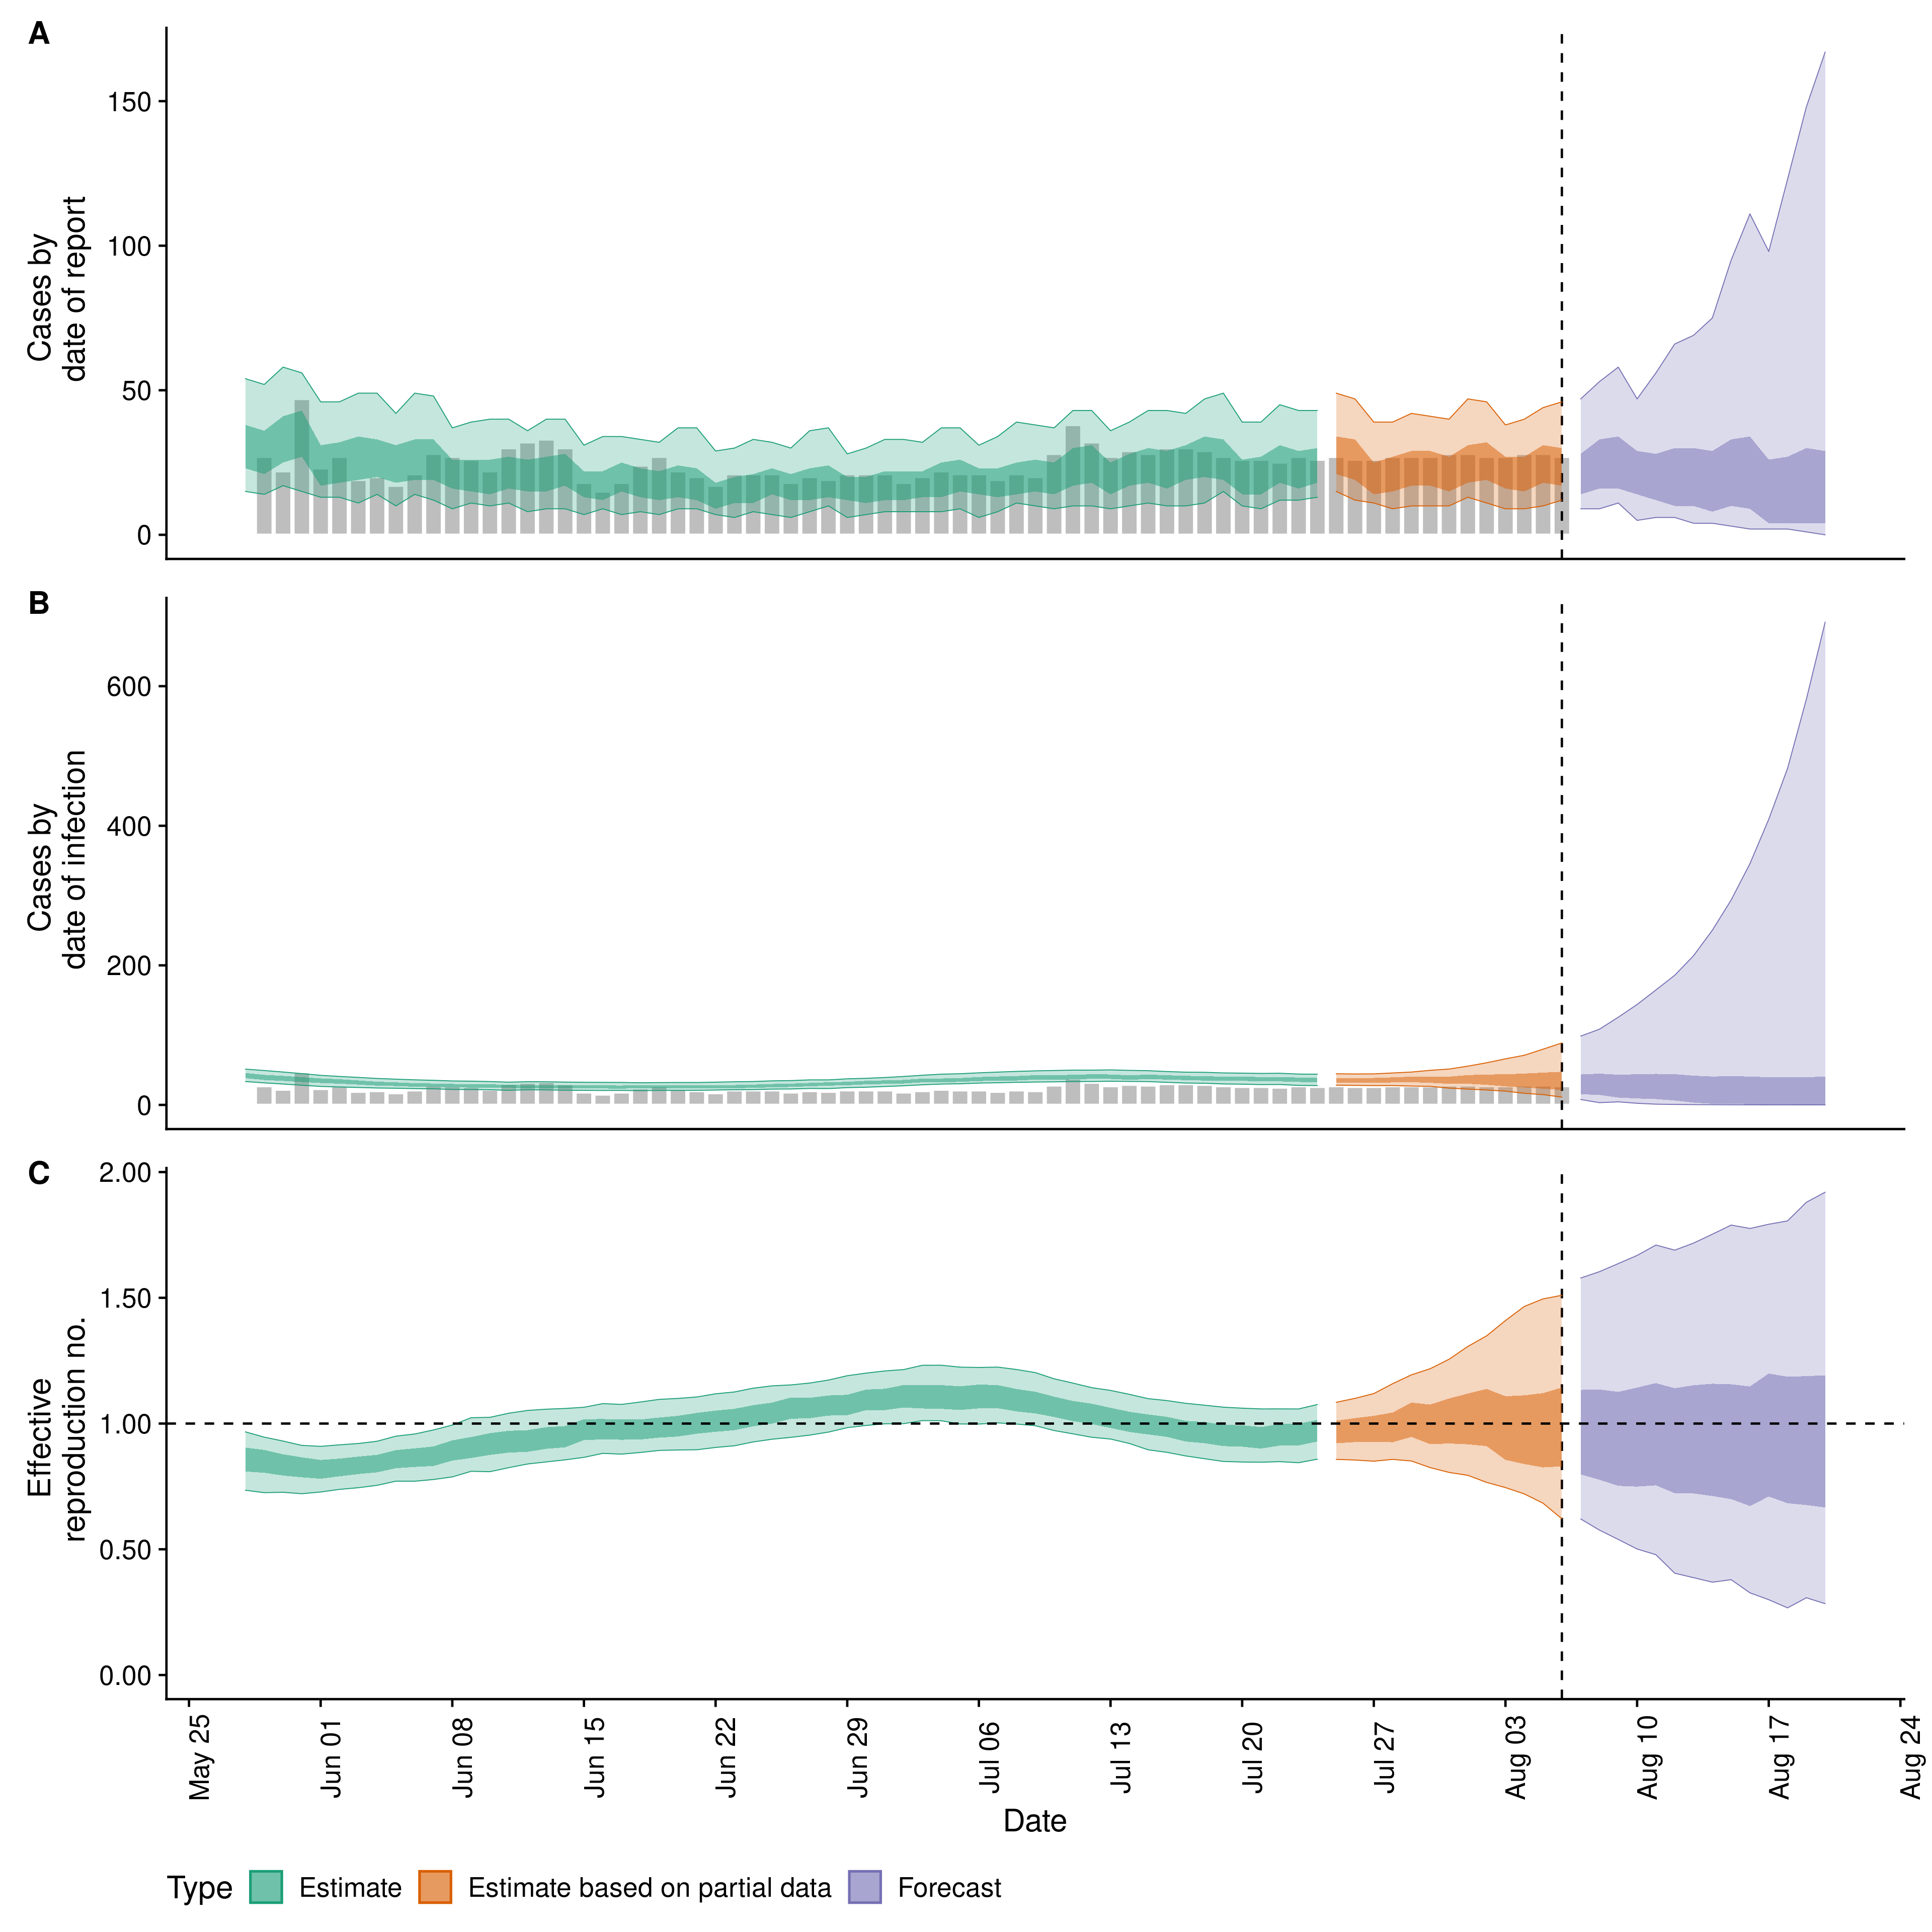 A
Cases by
date of report
150
100
50
0
B
Cases by
date of infection
600
400
200
0
C
Effective
reproduction no.
2.00
1.50
1.00
0.50
0.00
May 25
Jun 01
Jun 08
Jun 15
Jun 22
Jun 29
Jul 06
Jul 13
Jul 20
Jul 27
Aug 03
Aug 10
Aug 17
Aug 24
Date
Type Estimate Estimate based on partial data Forecast